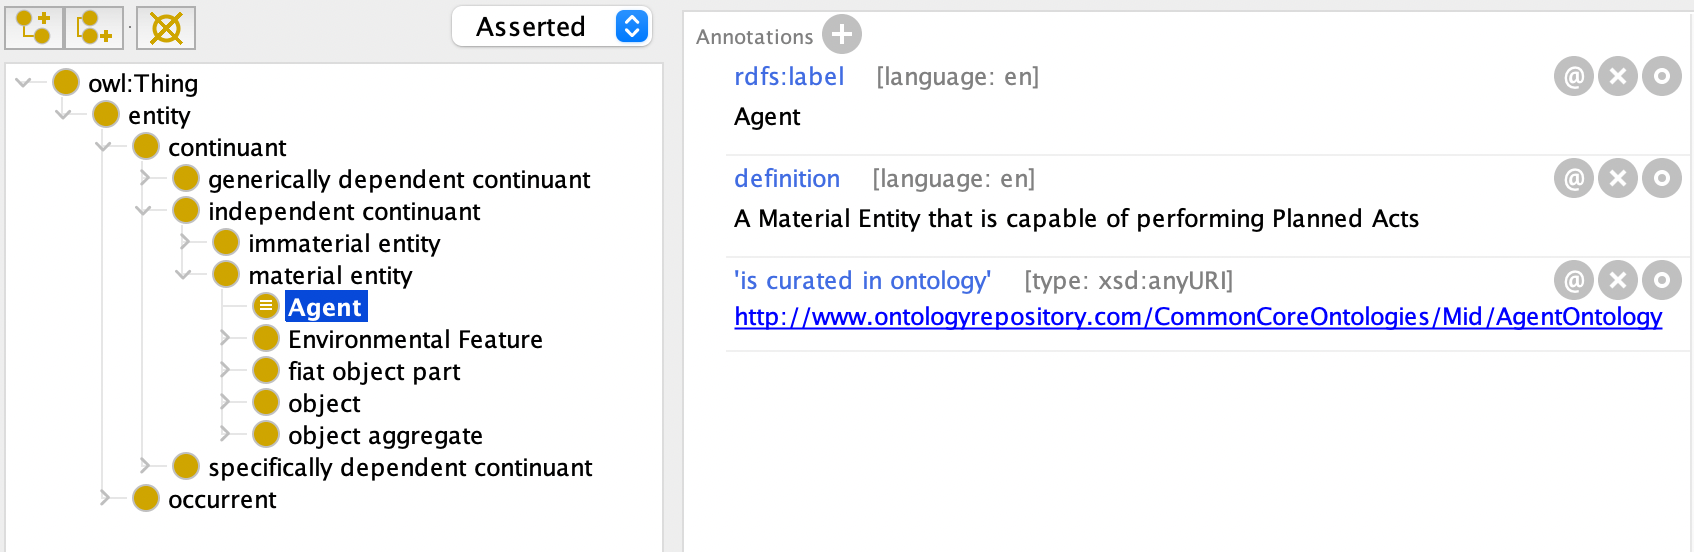 Asserted
owl:Thing
entity
continuant
generically dependent continuant
independent continuant
immaterial entity
material entity
Agent
Environmental Feature
fiat object part
object
object aggregate
specifically dependent continuant
occurrent
Annotations
rdfs:label [language: en]
Agent
definition [language: en]
A Material Entity that is capable of performing Planned Acts
'is curated in ontology' [type: xsd:anyURI]
http://www.ontologyrepository.com/CommonCoreOntologies/Mid/AgentOntology